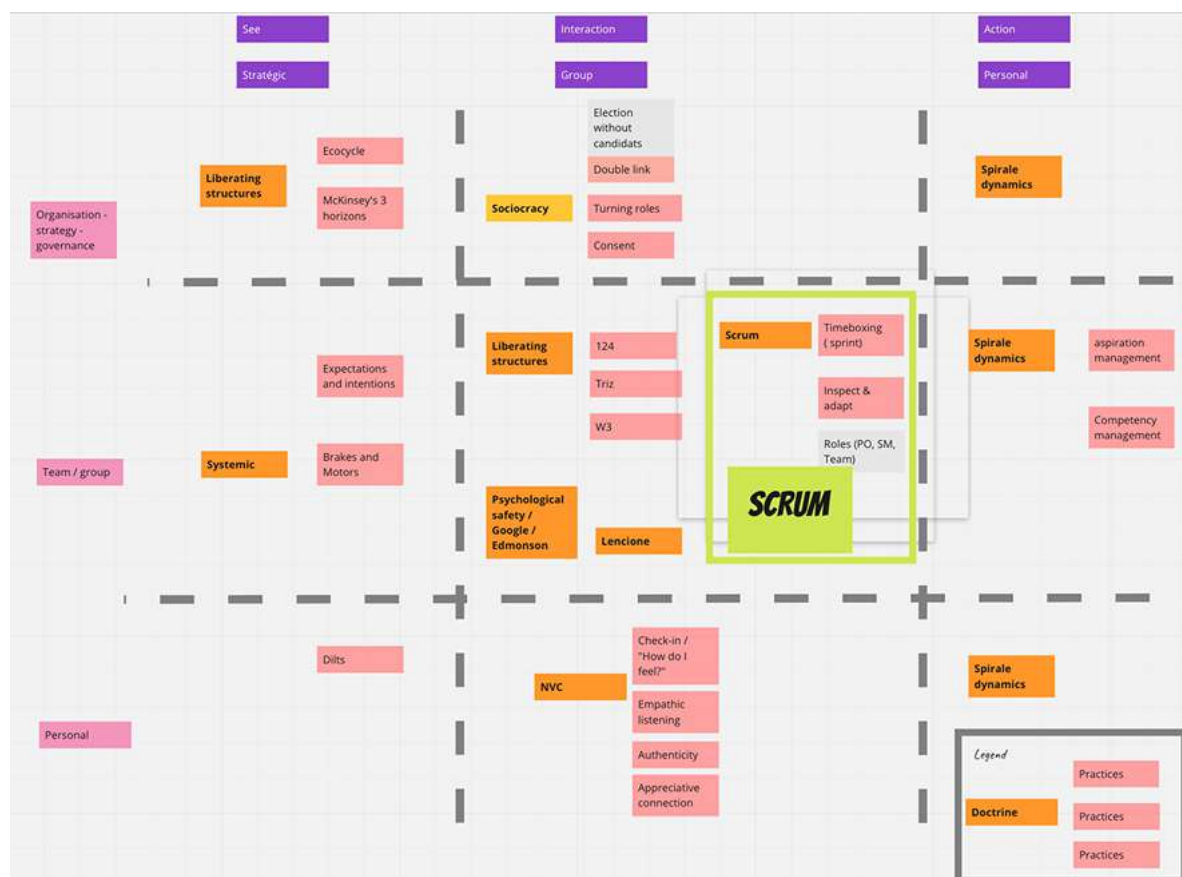 See
Interaction
Action
Stratégic
Group
Personal
Organisation -
strategy -
governance
Liberating
structures
Ecocycle
McKinsey's 3
horizons
Sociocracy
Election
without
candidats
Double link
Turning roles
Consent
Spirale
dynamics
Team / group
Expectations
and intentions
Systemic
Brakes and
Motors
Liberating
structures
124
Triz
W3
Psychological
safety /
Google /
Edmonson
Lencione
Scrum
Timeboxing
( sprint)
Inspect &
adapt
Roles (PO, SM,
Team)
SCRUM
Spirale
dynamics
aspiration
management
Competency
management
Personal
Dilts
NVC
Check-in /
"How do I
feel?"
Empathic
listening
Authenticity
Appreciative
connection
Spirale
dynamics
Legend
Doctrine
Practices
Practices
Practices